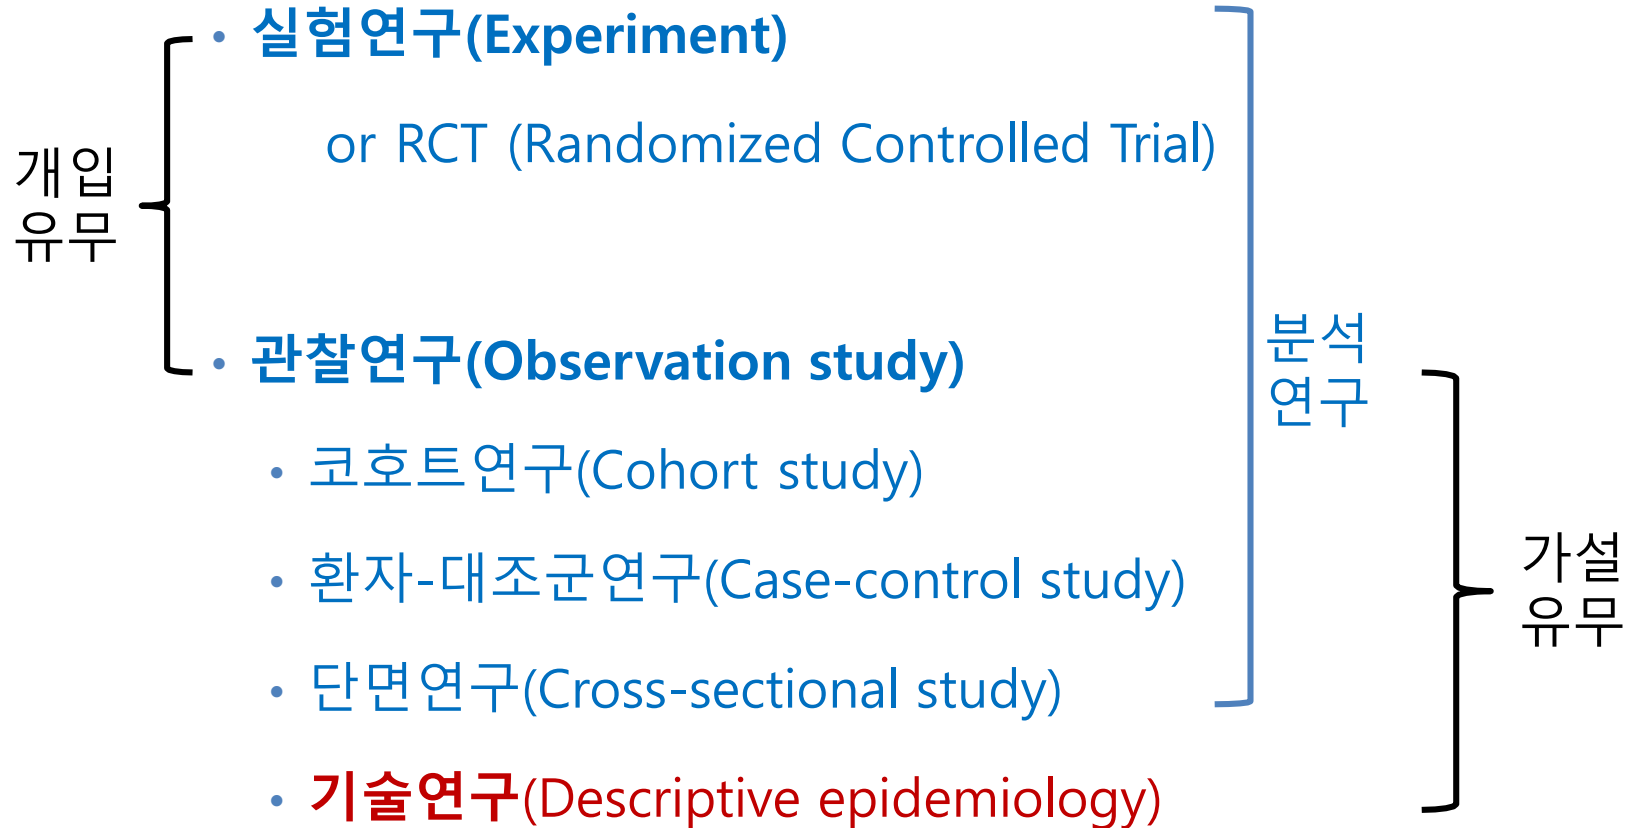 • 실험연구(Experiment)
or RCT (Randomized Controlled Trial)
개입
유무
• 관찰연구(Observation study)
• 코호트연구(Cohort study)
• 환자-대조군연구(Case-control study)
• 단면연구(Cross-sectional study)
• 기술연구(Descriptive epidemiology)
분석
연구
가설
유무